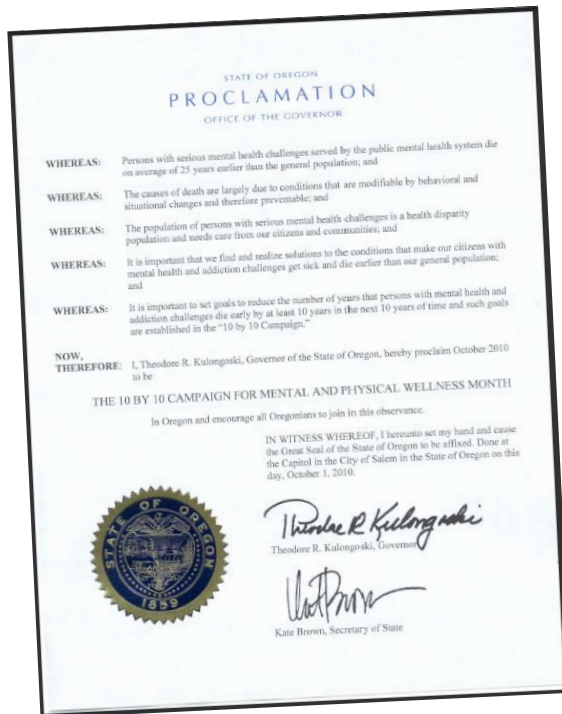 STATE OF OREGON
PROCLAMATION
OFFICE OF THE GOVERNOR
WHEREAS: Persons with serious mental health challenges served by the public mental health system die
on average of 25 years earlier than the general population; and
WHEREAS: The causes of death are largely due to conditions that are modifiable by behavioral and
situational changes and therefore preventable; and
WHEREAS: The population of persons with serious mental health challenges is a health disparity
population and needs care from our citizens and communities; and
WHEREAS: It is important that we find and realize solutions to the conditions that make our citizens with
mental health and addiction challenges get sick and die earlier than our general population;
and
WHEREAS: It is important to set goals to reduce the number of years that persons with mental health and
addiction challenges die early by at least 10 years in the next 10 years of time and such goals
are established in the “10 by 10 Campaign.”
NOW,
THEREFORE: I, Theodore R. Kulongoski, Governor of the State of Oregon, hereby proclaim October 2010
to be
THE 10 BY 10 CAMPAIGN FOR MENTAL AND PHYSICAL WELLNESS MONTH
In Oregon and encourage all Oregonians to join in this observance.
IN WITNESS WHEREOF, I hereunto set my hand and cause
the Great Seal of the State of Oregon to be affixed. Done at
the Capitol in the City of Salem in the State of Oregon on this
day, October 1, 2010.
Theodore R Kulongoski
Theodore R. Kulongoski, Governor
Kate Brown
Kate Brown, Secretary of State
STATE OF OREGON
1859